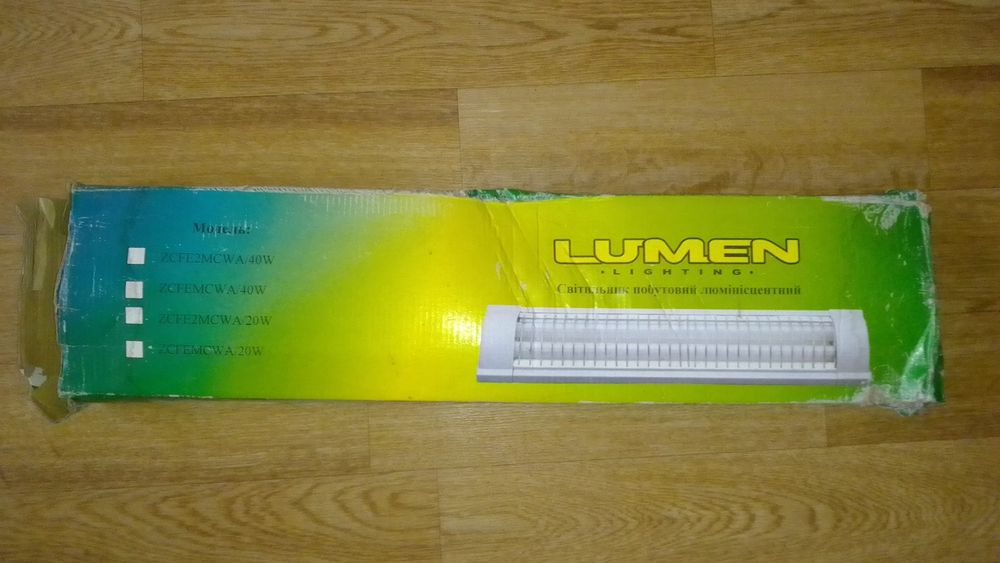 Модель:
ZCFE2MCWA/40W
ZCFEMCWA/40W
ZCFE2MCWA/20W
ZCFEMCWA/20W
LUMEN
• LIGHTING •
Світильник побутовий люмінісцентний